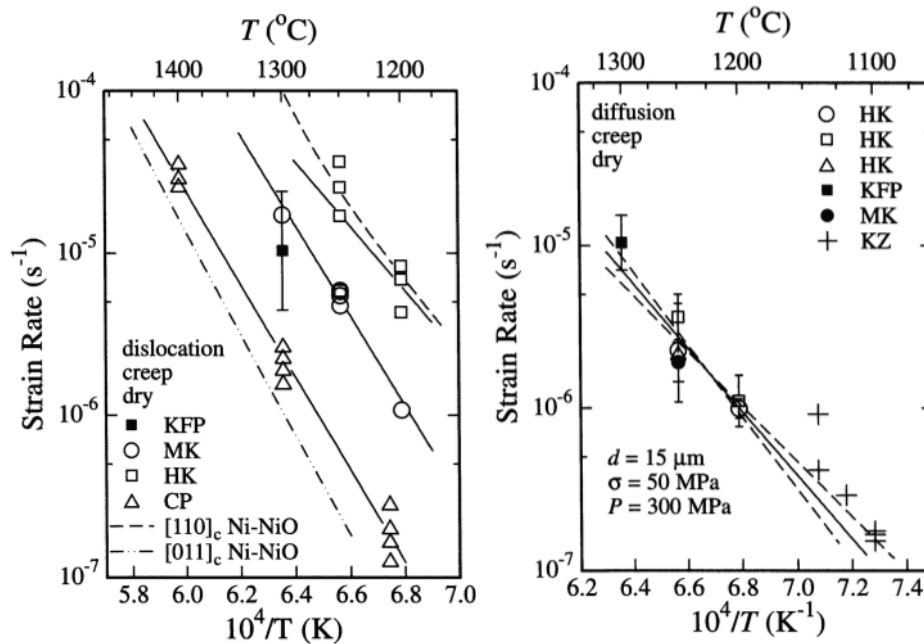 T (°C)
1400 1300 1200
10⁻⁴
10⁻⁵
10⁻⁶
10⁻⁷
Strain Rate (s⁻¹)
dislocation
creep
dry
KFP
MK
HK
CP
[110]c Ni-NiO
[011]c Ni-NiO
5.8 6.0 6.2 6.4 6.6 6.8 7.0
10⁴/T (K)
T (°C)
1300 1200 1100
10⁻⁴
10⁻⁵
10⁻⁶
10⁻⁷
Strain Rate (s⁻¹)
diffusion
creep
dry
HK
HK
HK
KFP
MK
KZ
d = 15 μm
σ = 50 MPa
P = 300 MPa
6.2 6.4 6.6 6.8 7.0 7.2 7.4
10⁴/T (K⁻¹)